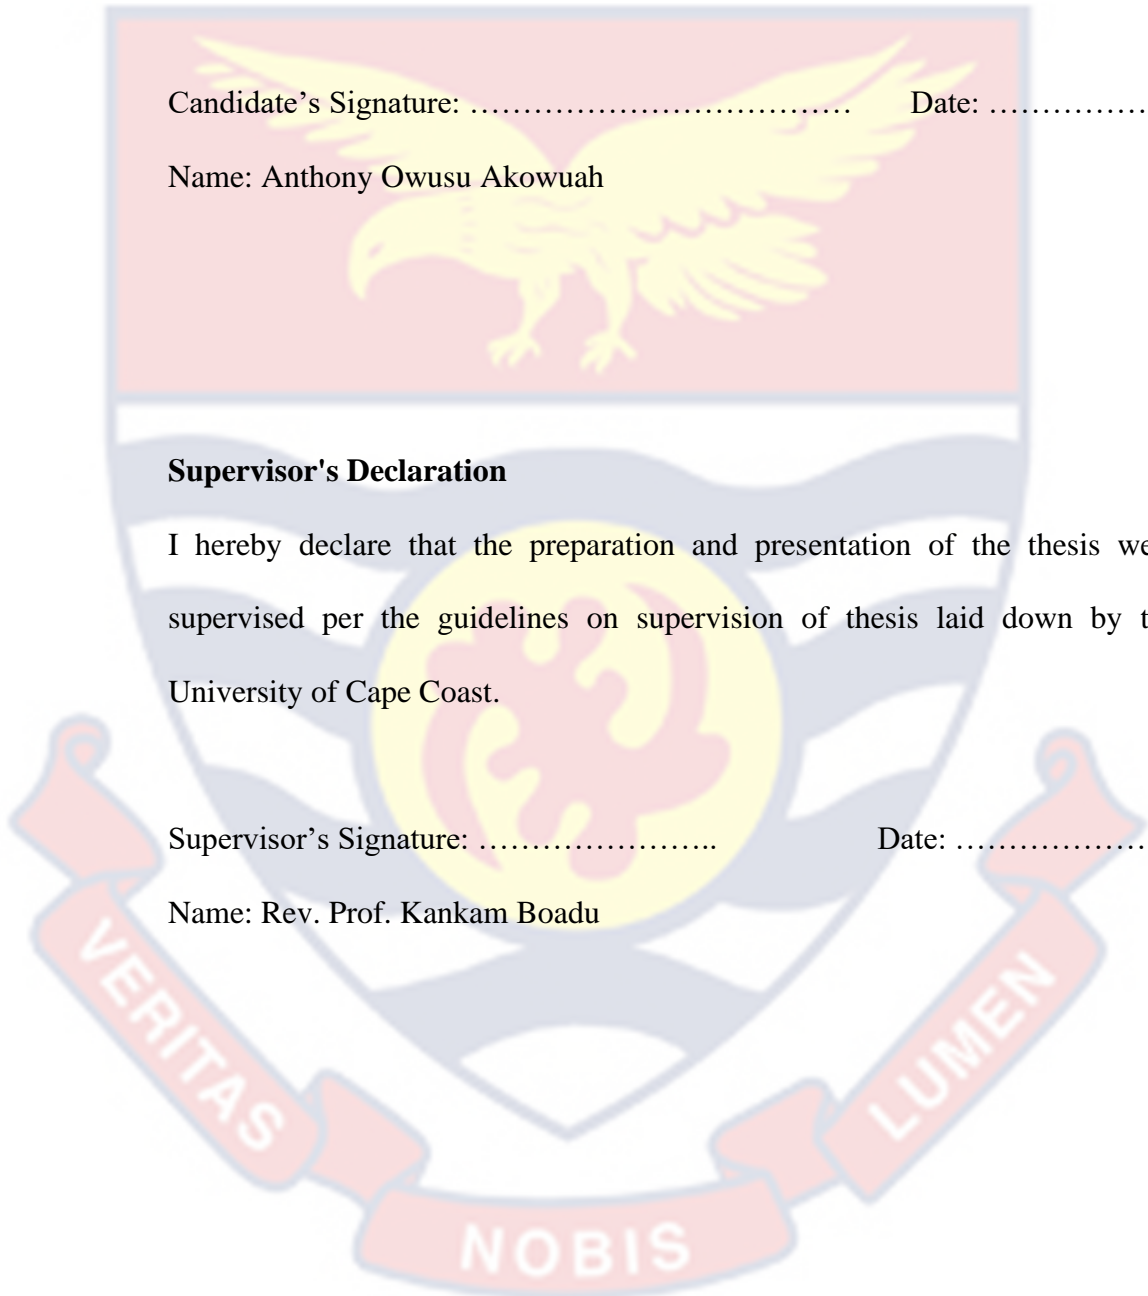 Candidate’s Signature: ………………………………   Date: ……………
Name: Anthony Owusu Akowuah
Supervisor's Declaration
I hereby declare that the preparation and presentation of the thesis we
supervised per the guidelines on supervision of thesis laid down by t
University of Cape Coast.
Supervisor’s Signature: …………………..   Date: ………………
Name: Rev. Prof. Kankam Boadu
VERITAS
NOBIS
LUMEN